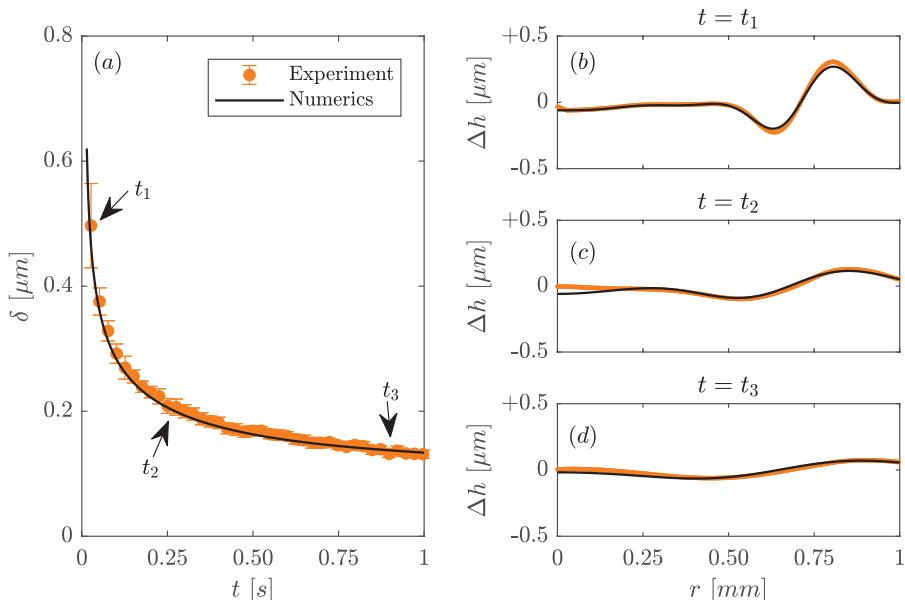 (a)
Experiment
Numerics
0.8
0.6
0.4
0.2
0
δ [μm]
t₁
t₂
t₃
0
0.25
0.50
0.75
1
t [s]
t = t₁
(b)
+0.5
0
-0.5
Δh [μm]
t = t₂
(c)
+0.5
0
-0.5
Δh [μm]
t = t₃
(d)
+0.5
0
-0.5
Δh [μm]
0
0.25
0.50
0.75
1
r [mm]